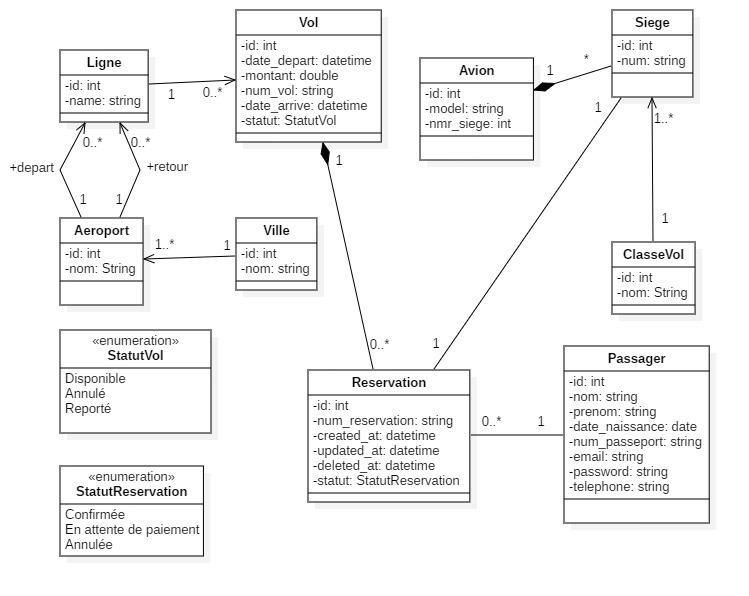 Vol
-id: int
-date_depart: datetime
-montant: double
-num_vol: string
-date_arrive: datetime
-statut: StatutVol
Siege
-id: int
-num: string
Ligne
-id: int
-name: string
Avion
-id: int
-model: string
-nmr_siege: int
1
0..*
1
*
1
1..*
0..*
0..*
1
+depart
+retour
1
1
Aeroport
-id: int
-nom: String
1..*
1
Ville
-id: int
-nom: string
1
ClasseVol
-id: int
-nom: String
«enumeration»
StatutVol
Disponible
Annulé
Reporté
0..*
1
Reservation
-id: int
-num_reservation: string
-created_at: datetime
-updated_at: datetime
-deleted_at: datetime
-statut: StatutReservation
0..*
1
Passager
-id: int
-nom: string
-prenom: string
-date_naissance: date
-num_passeport: string
-email: string
-password: string
-telephone: string
«enumeration»
StatutReservation
Confirmée
En attente de paiement
Annulée